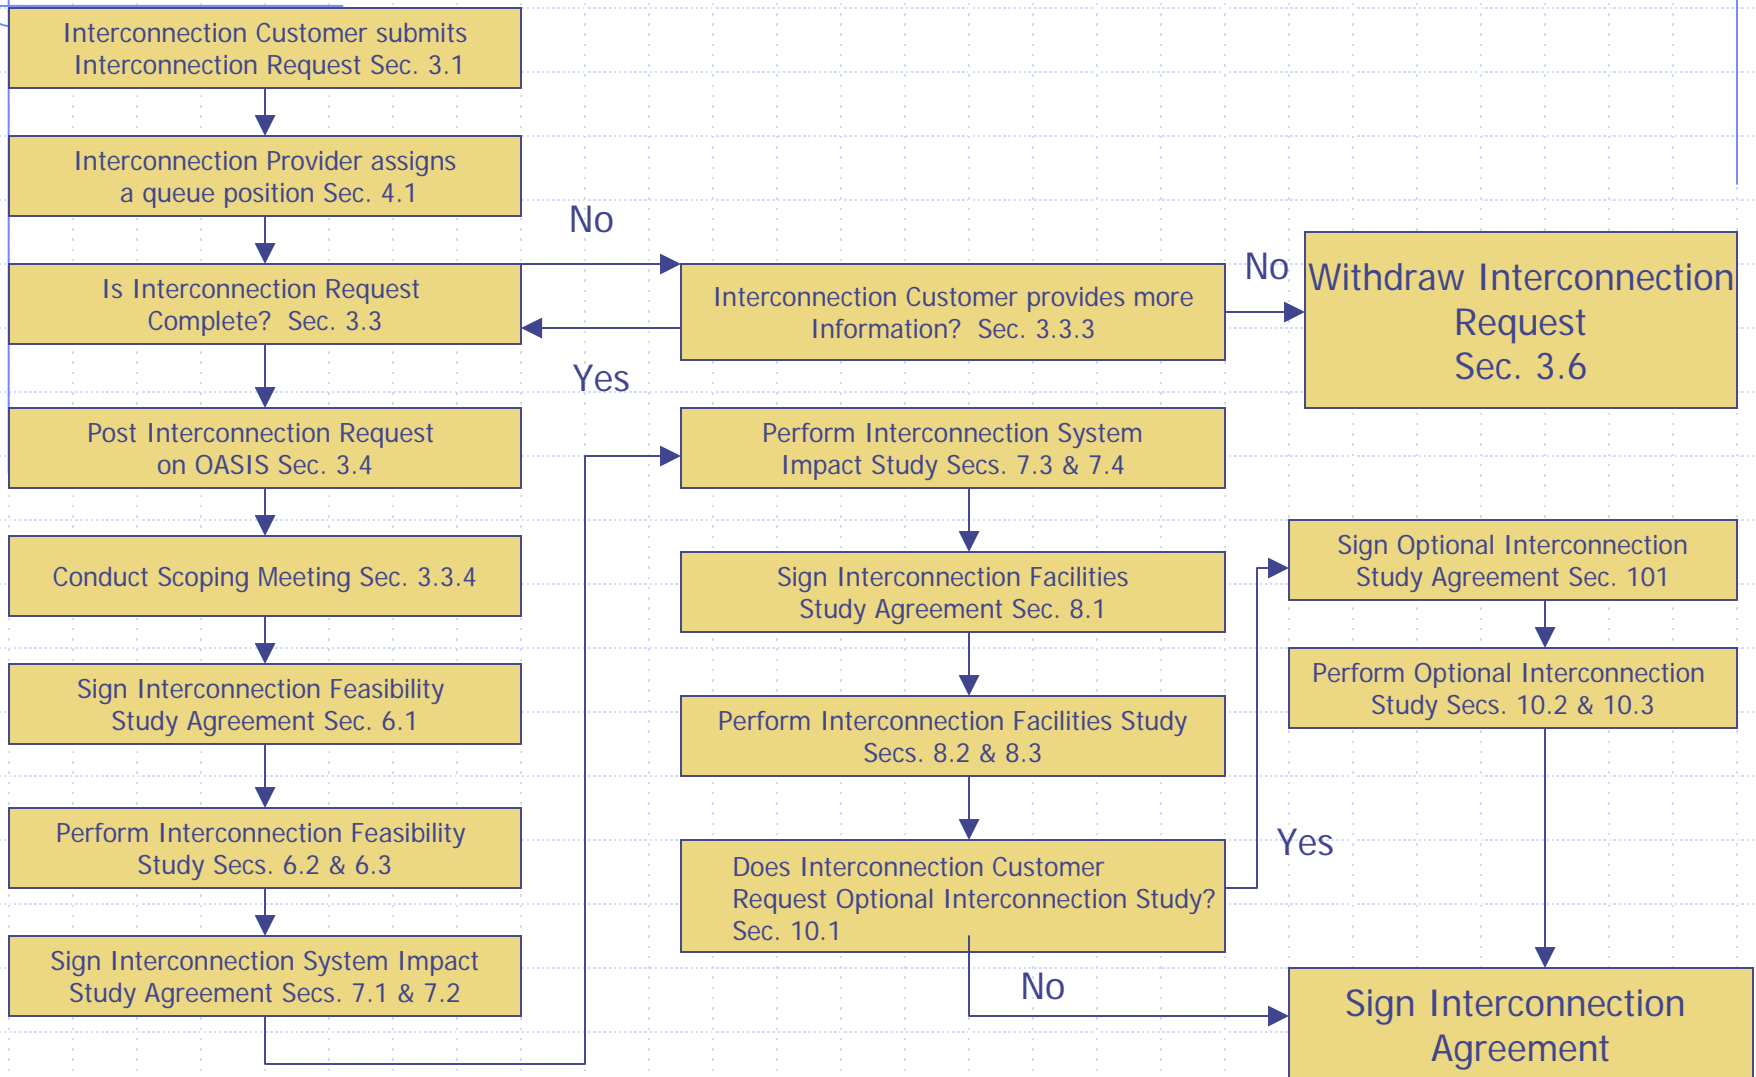 Interconnection Customer submits
Interconnection Request Sec. 3.1
Interconnection Provider assigns
a queue position Sec. 4.1
No
Is Interconnection Request
Complete? Sec. 3.3
Interconnection Customer provides more
Information? Sec. 3.3.3
No
Withdraw Interconnection
Request
Sec. 3.6
Yes
Post Interconnection Request
on OASIS Sec. 3.4
Conduct Scoping Meeting Sec. 3.3.4
Sign Interconnection Feasibility
Study Agreement Sec. 6.1
Perform Interconnection Feasibility
Study Secs. 6.2 & 6.3
Sign Interconnection System Impact
Study Agreement Secs. 7.1 & 7.2
Perform Interconnection System
Impact Study Secs. 7.3 & 7.4
Sign Interconnection Facilities
Study Agreement Sec. 8.1
Perform Interconnection Facilities Study
Secs. 8.2 & 8.3
Does Interconnection Customer
Request Optional Interconnection Study?
Sec. 10.1
Yes
No
Sign Optional Interconnection
Study Agreement Sec. 101
Perform Optional Interconnection
Study Secs. 10.2 & 10.3
Sign Interconnection
Agreement